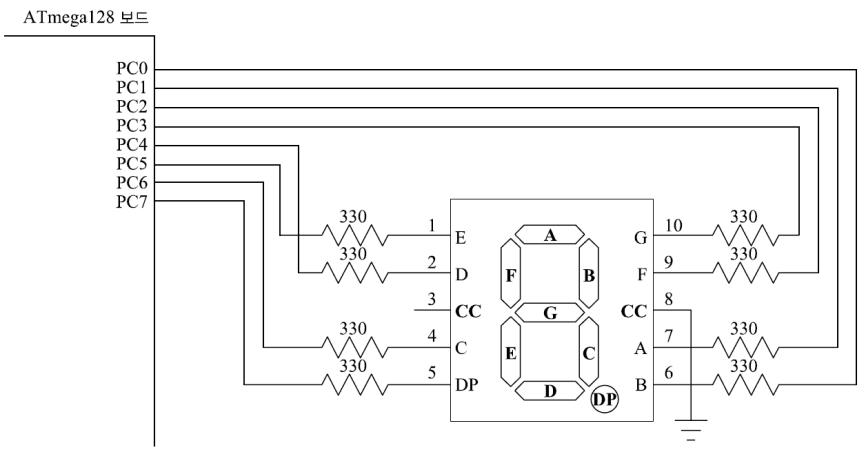 ATmega128 보드
PC0
PC1
PC2
PC3
PC4
PC5
PC6
PC7
330
330
330
330
1
2
3
4
5
E
D
CC
C
DP
A
F
B
G
E
C
D
DP
G
F
CC
A
B
10
9
8
7
6
330
330
330
330